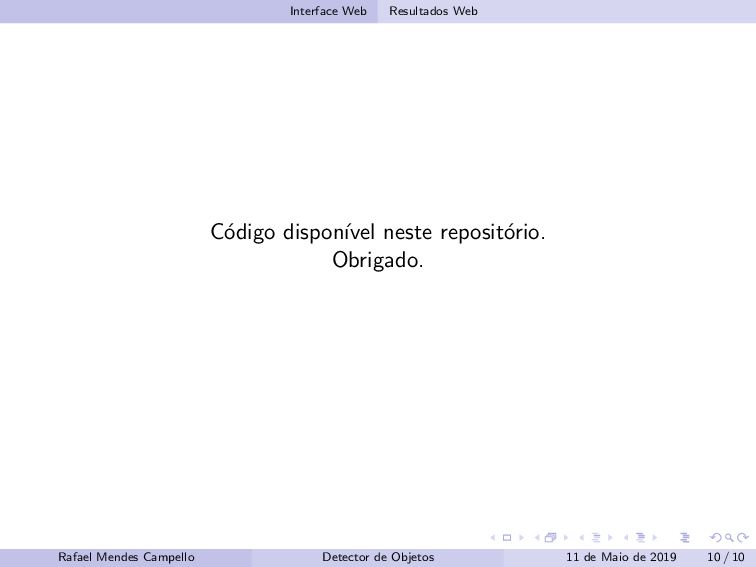 Interface Web Resultados Web
Código disponível neste repositório.
Obrigado.
Rafael Mendes Campello Detector de Objetos 11 de Maio de 2019 10 / 10